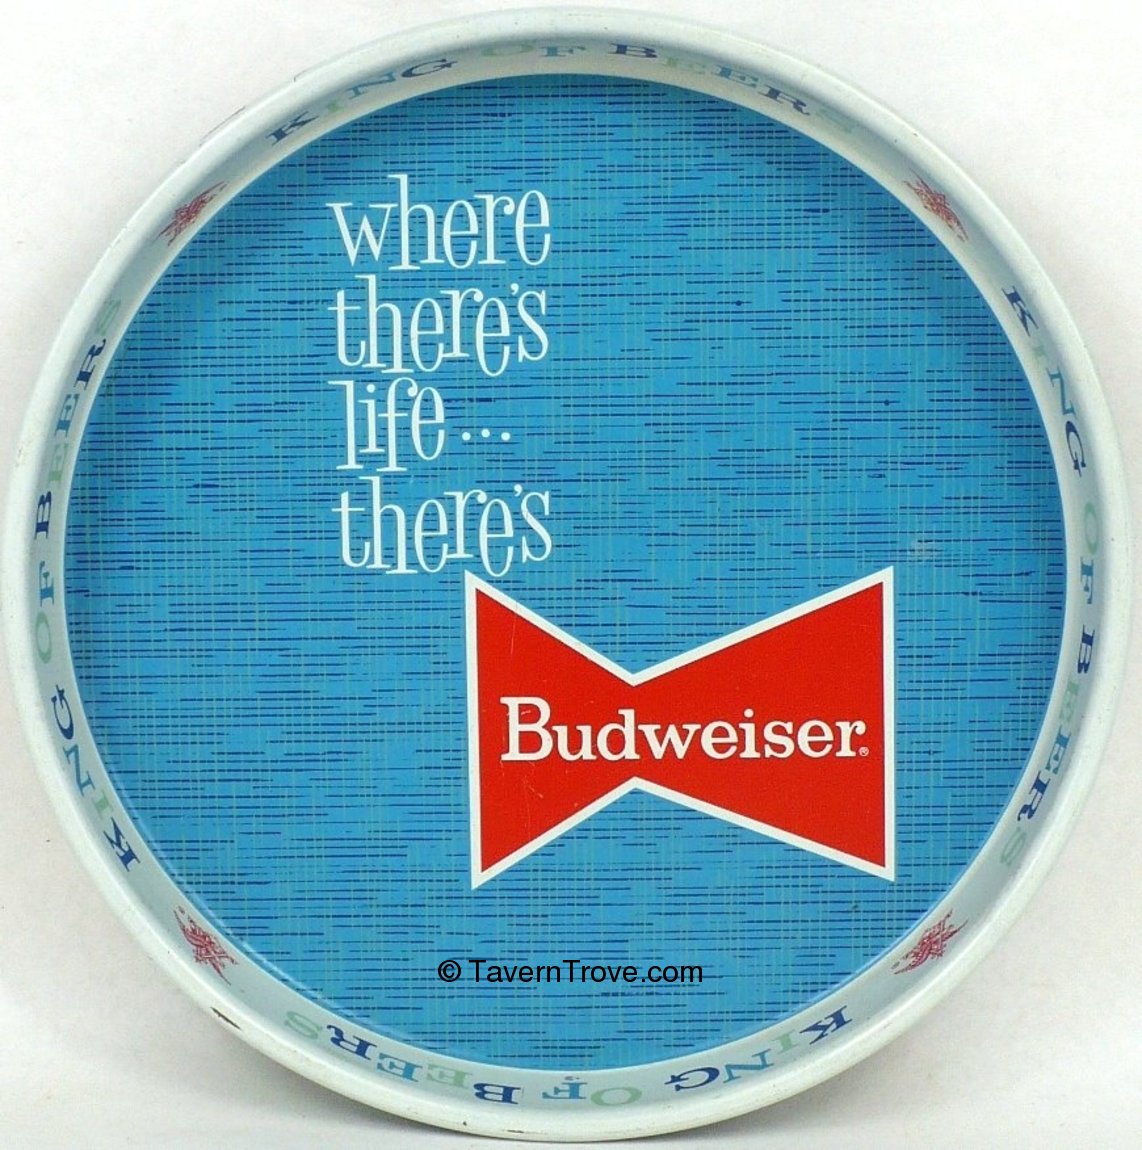 KING OF BEERS
where
there's
life...
there's
Budweiser®
KING OF BEERS
KING OF BEERS
KING OF BEERS
© TavernTrove.com